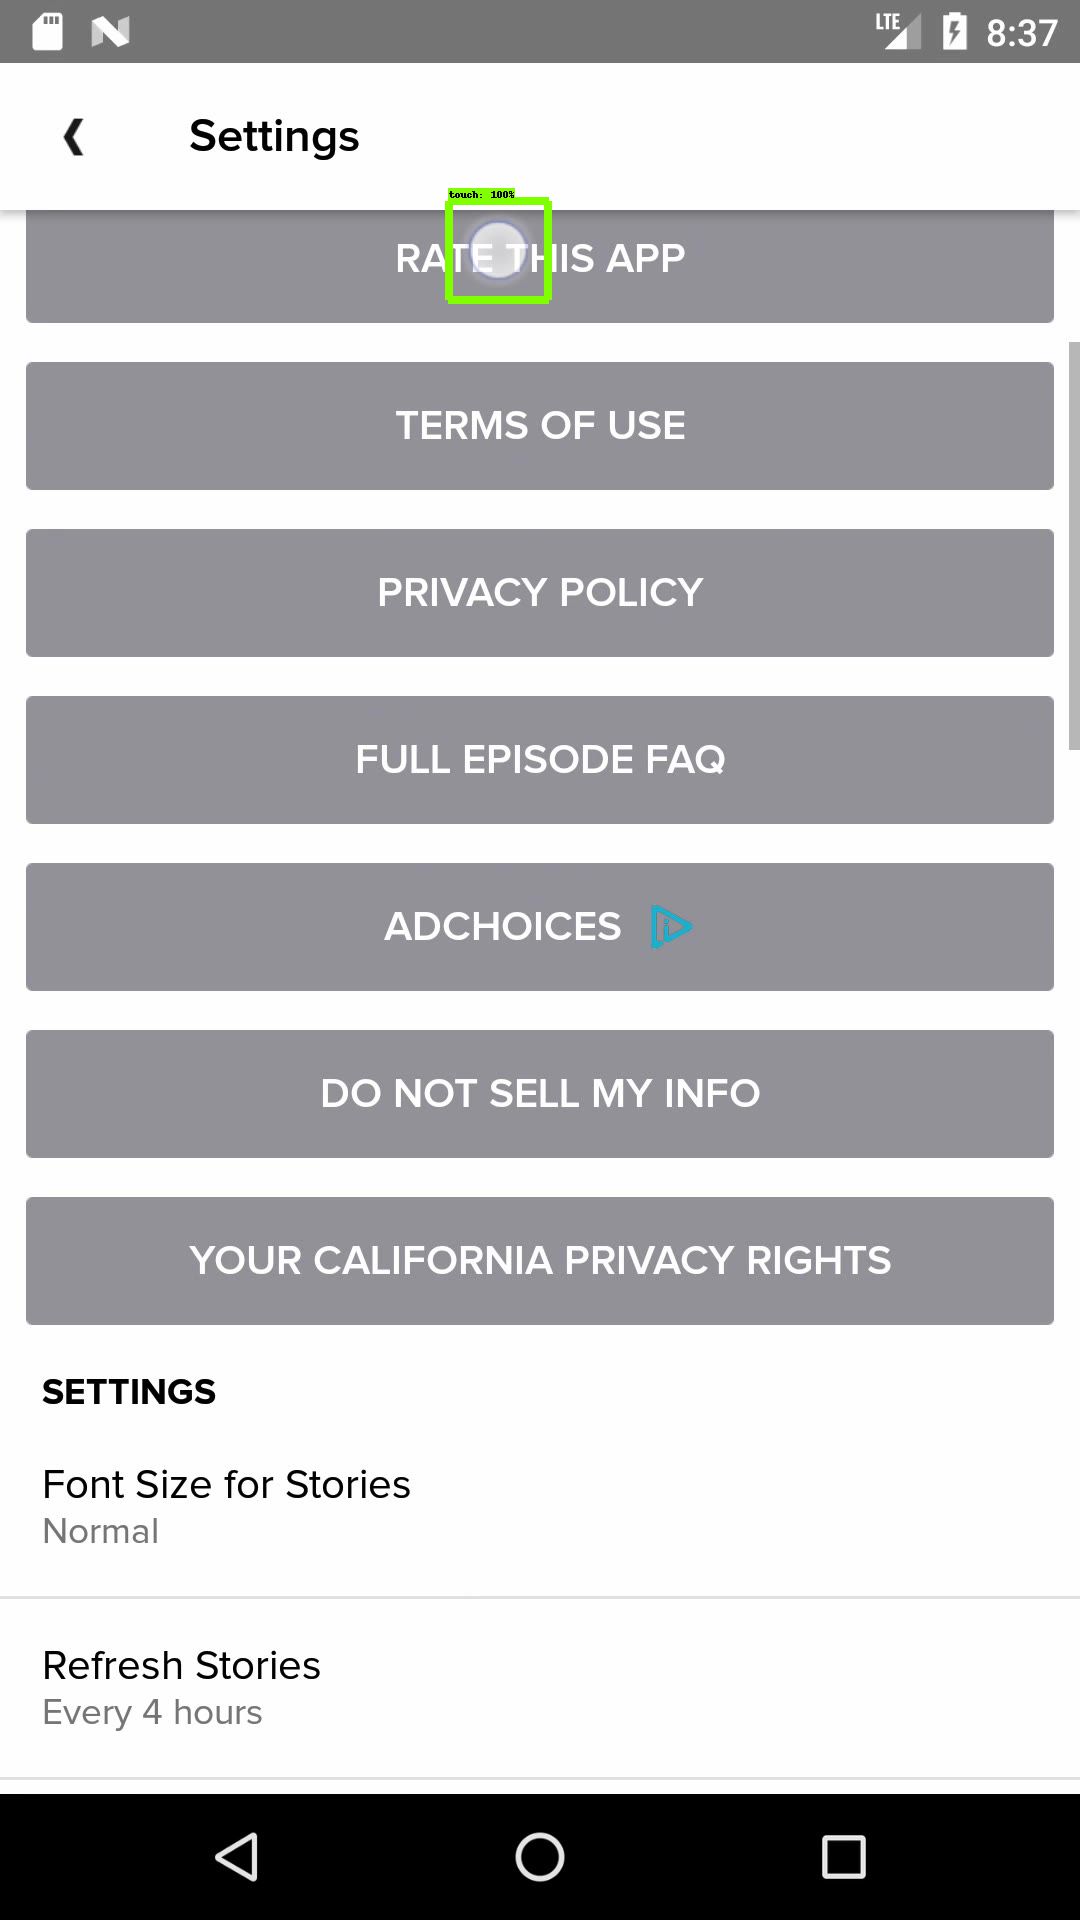 LTE 8:37
Settings
touch: 100%
RATE THIS APP
TERMS OF USE
PRIVACY POLICY
FULL EPISODE FAQ
ADCHOICES
DO NOT SELL MY INFO
YOUR CALIFORNIA PRIVACY RIGHTS
SETTINGS
Font Size for Stories
Normal
Refresh Stories
Every 4 hours